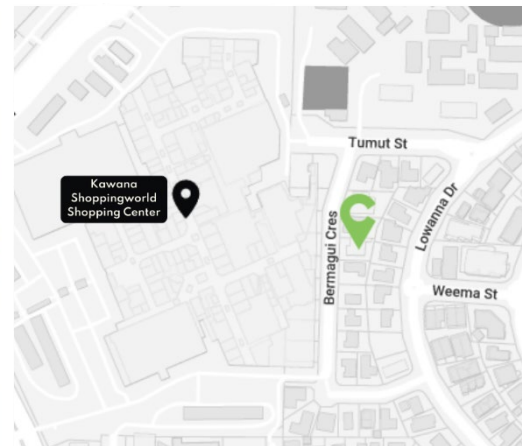 Tumut St
Kawana
Shoppingworld
Shopping Center
Bermagui Cres
Lowanna Dr
Weema St